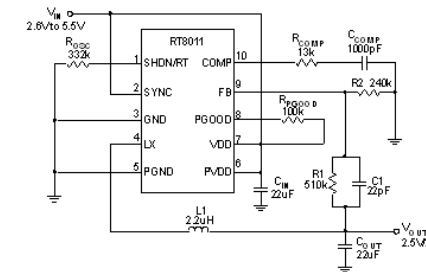 VIN
2.6V to 5.5V
RT8011
ROSC
332k
1 SHDN/RT
COMP 10
RCOMP
13k
CCOMP
1000pF
2 SYNC
FB 9
R2 240k
3 GND
PGOOD 8
RPGOOD
100k
4 LX
VDD 7
5 PGND
PVDD 6
CIN
22uF
R1
510k
C1
22pF
L1
2.2uH
VOUT
2.5V/
COUT
22uF